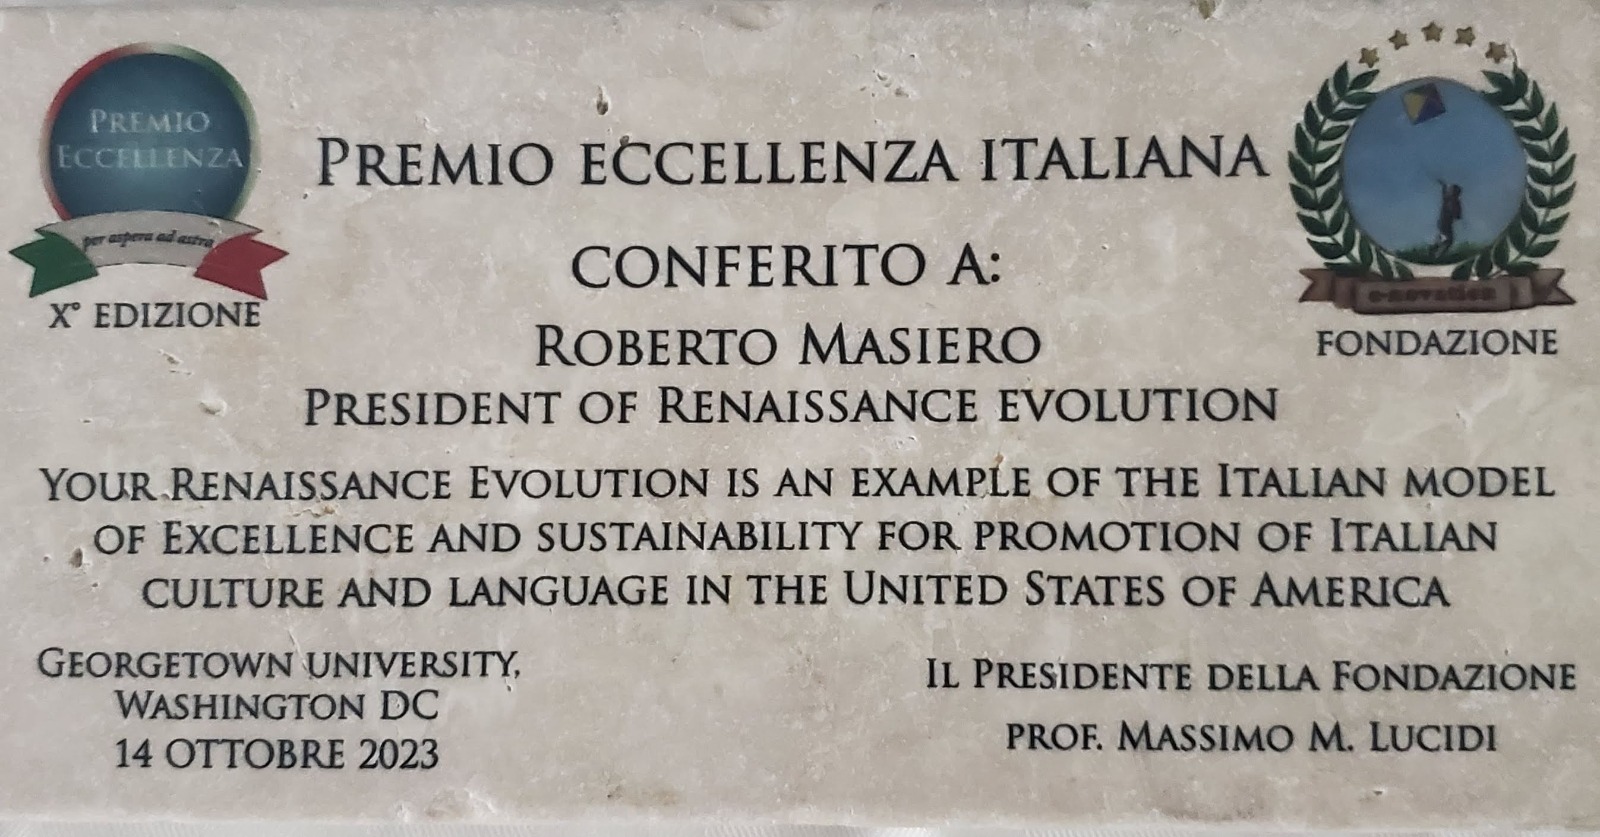 PREMIO
ECCELLENZA
per aspera ad astra
X° EDIZIONE
PREMIO ECCELLENZA ITALIANA
CONFERITO A:
ROBERTO MASIERO
PRESIDENT OF RENAISSANCE EVOLUTION
e-novation
FONDAZIONE
YOUR RENAISSANCE EVOLUTION IS AN EXAMPLE OF THE ITALIAN MODEL
OF EXCELLENCE AND SUSTAINABILITY FOR PROMOTION OF ITALIAN
CULTURE AND LANGUAGE IN THE UNITED STATES OF AMERICA
GEORGETOWN UNIVERSITY,
WASHINGTON DC
14 OTTOBRE 2023
IL PRESIDENTE DELLA FONDAZIONE
PROF. MASSIMO M. LUCIDI